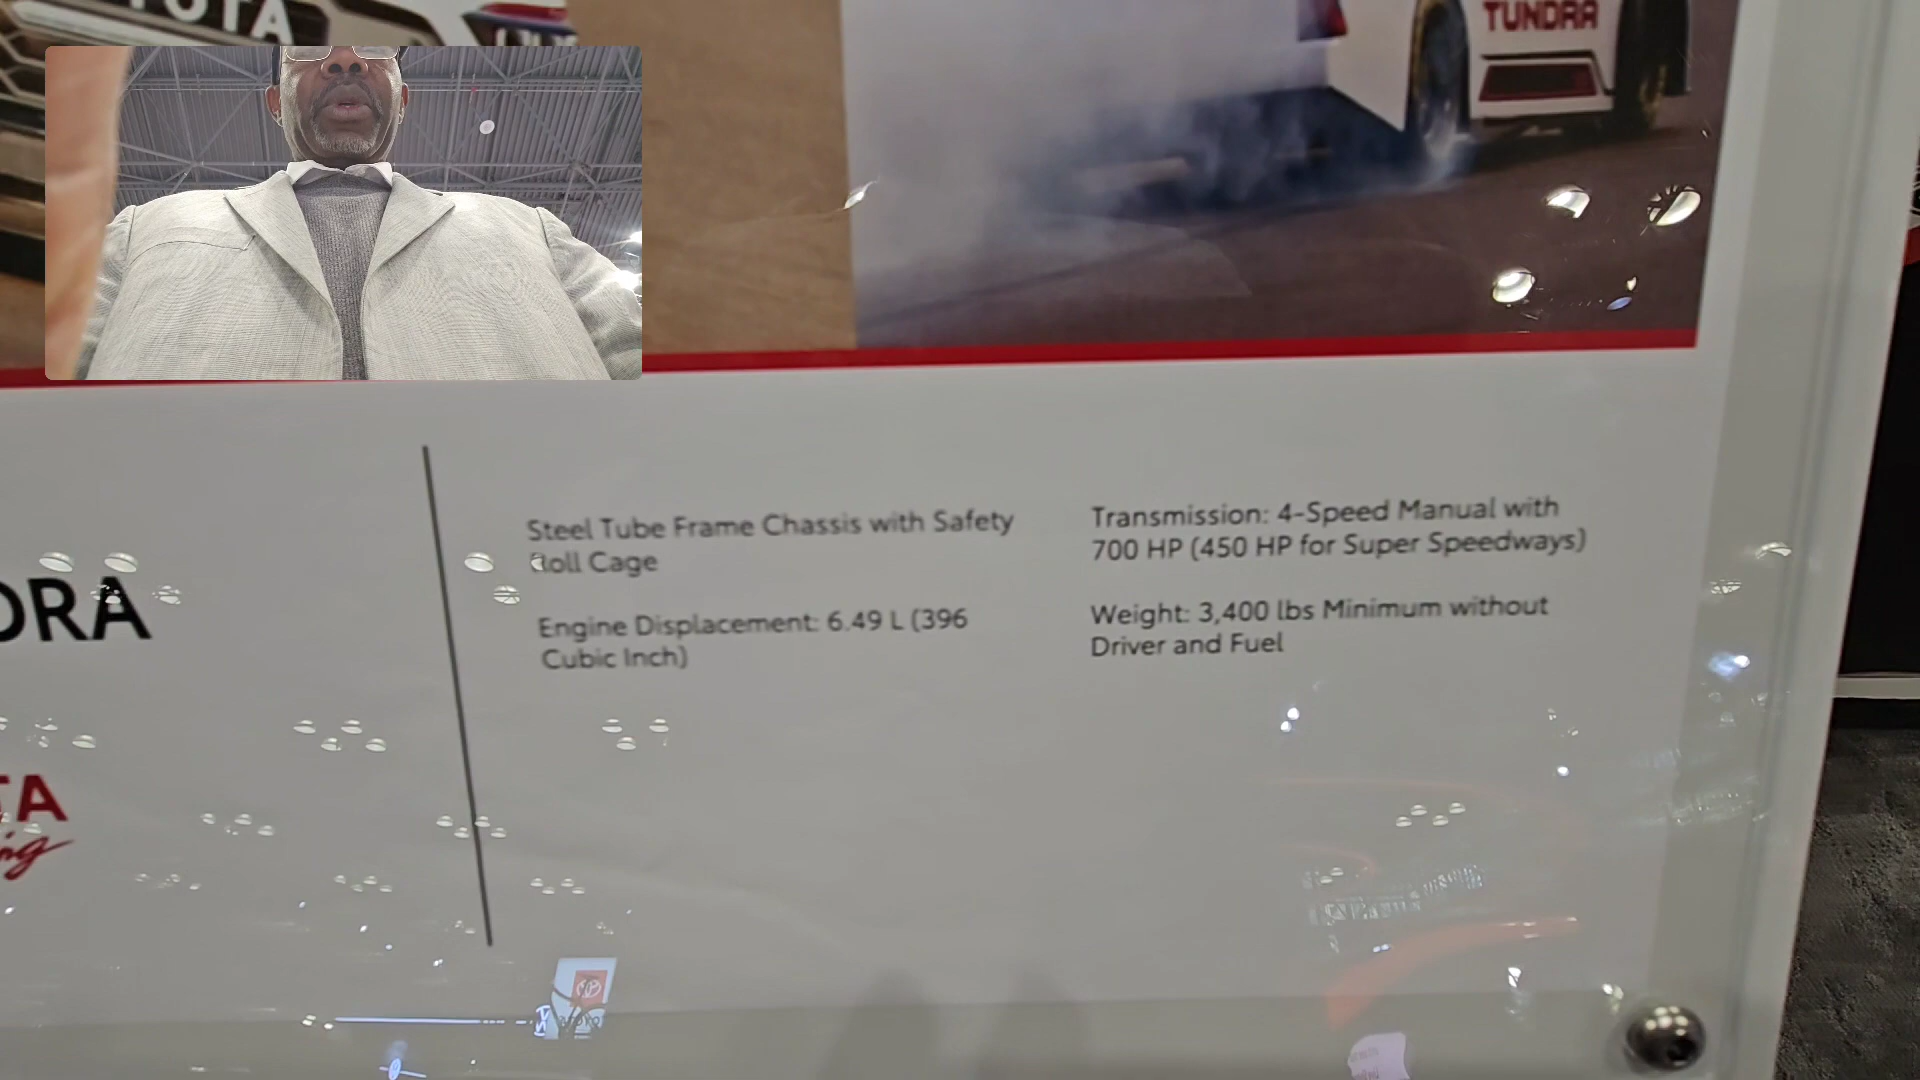 TUNDRA
Steel Tube Frame Chassis with Safety
Roll Cage
Engine Displacement: 6.49 L (396
Cubic Inch)
Transmission: 4-Speed Manual with
700 HP (450 HP for Super Speedways)
Weight: 3,400 lbs Minimum without
Driver and Fuel
DRA
TA